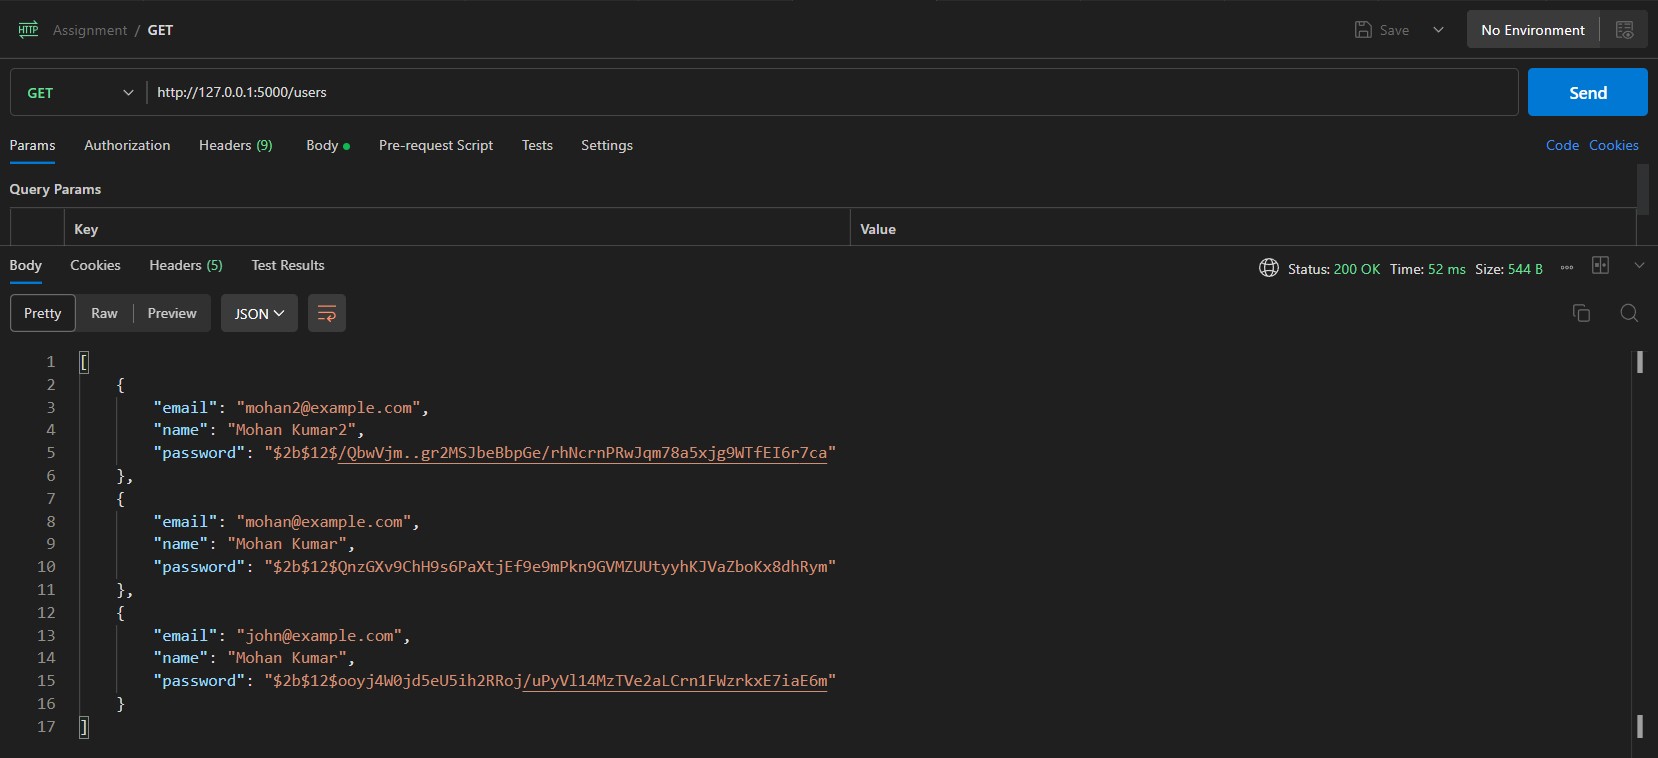 HTTP Assignment / GET Save No Environment
GET http://127.0.0.1:5000/users Send
Params Authorization Headers (9) Body Pre-request Script Tests Settings Code Cookies
Query Params
Key Value
Body Cookies Headers (5) Test Results Status: 200 OK Time: 52 ms Size: 544 B
Pretty Raw Preview JSON
1 [
2 {
3 "email": "mohan2@example.com",
4 "name": "Mohan Kumar2",
5 "password": "$2b$12$/QbwVjm..gr2MSJbeBbpGe/rhNcrnPRwJqm78a5xjg9WTfEI6r7ca"
6 },
7 {
8 "email": "mohan@example.com",
9 "name": "Mohan Kumar",
10 "password": "$2b$12$QnzGXv9ChH9s6PaXtjEf9e9mPkn9GVMZUUtyyhKJVaZboKx8dhRym"
11 },
12 {
13 "email": "john@example.com",
14 "name": "Mohan Kumar",
15 "password": "$2b$12$ooyj4W0jd5eU5ih2RRoj/uPyVl14MzTVe2aLCrn1FWzrkxE7iaE6m"
16 }
17 ]